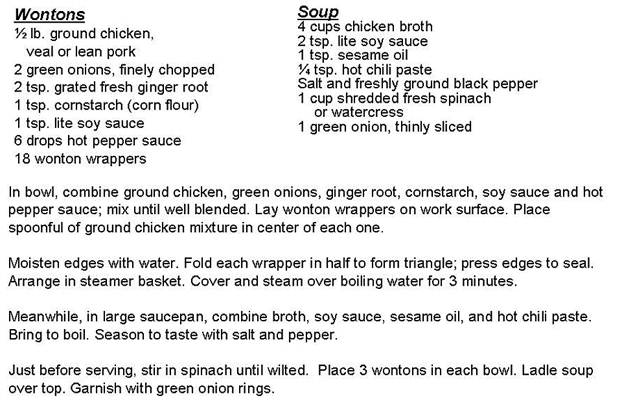 Wontons
½ lb. ground chicken,
veal or lean pork
2 green onions, finely chopped
2 tsp. grated fresh ginger root
1 tsp. cornstarch (corn flour)
1 tsp. lite soy sauce
6 drops hot pepper sauce
18 wonton wrappers
Soup
4 cups chicken broth
2 tsp. lite soy sauce
1 tsp. sesame oil
¼ tsp. hot chili paste
Salt and freshly ground black pepper
1 cup shredded fresh spinach
or watercress
1 green onion, thinly sliced
In bowl, combine ground chicken, green onions, ginger root, cornstarch, soy sauce and hot
pepper sauce; mix until well blended. Lay wonton wrappers on work surface. Place
spoonful of ground chicken mixture in center of each one.
Moisten edges with water. Fold each wrapper in half to form triangle; press edges to seal.
Arrange in steamer basket. Cover and steam over boiling water for 3 minutes.
Meanwhile, in large saucepan, combine broth, soy sauce, sesame oil, and hot chili paste.
Bring to boil. Season to taste with salt and pepper.
Just before serving, stir in spinach until wilted. Place 3 wontons in each bowl. Ladle soup
over top. Garnish with green onion rings.